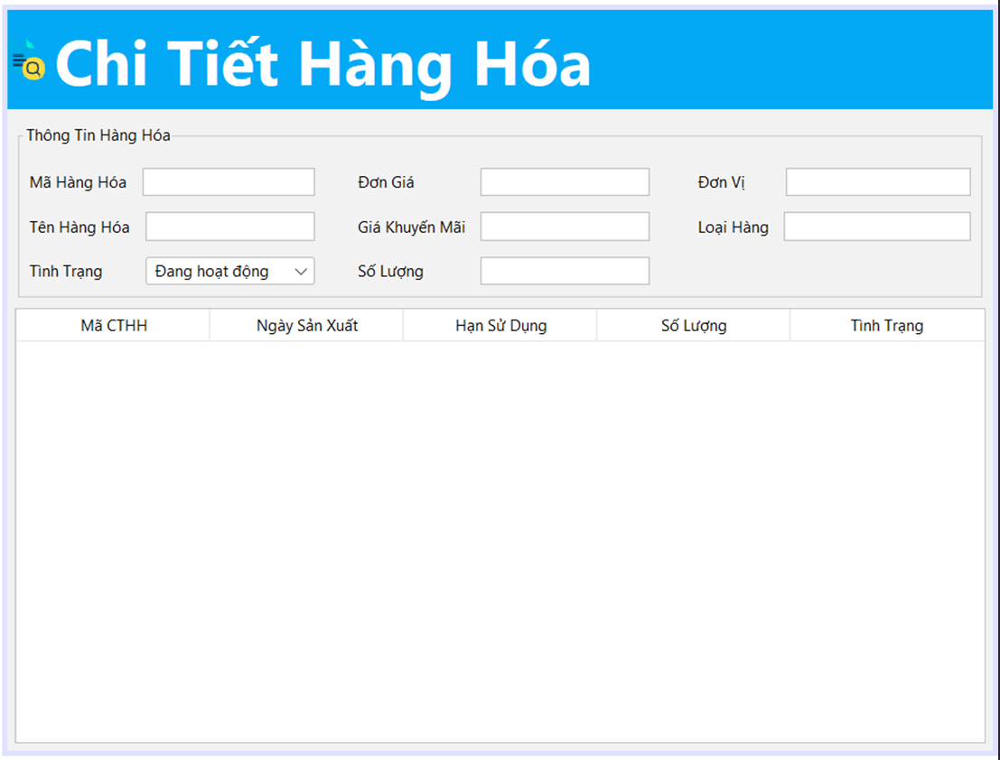 Chi Tiết Hàng Hóa
Thông Tin Hàng Hóa
Mã Hàng Hóa Đơn Giá Đơn Vị
Tên Hàng Hóa Giá Khuyến Mãi Loại Hàng
Tình Trạng Đang hoạt động Số Lượng
Mã CTHH Ngày Sản Xuất Hạn Sử Dụng Số Lượng Tình Trạng